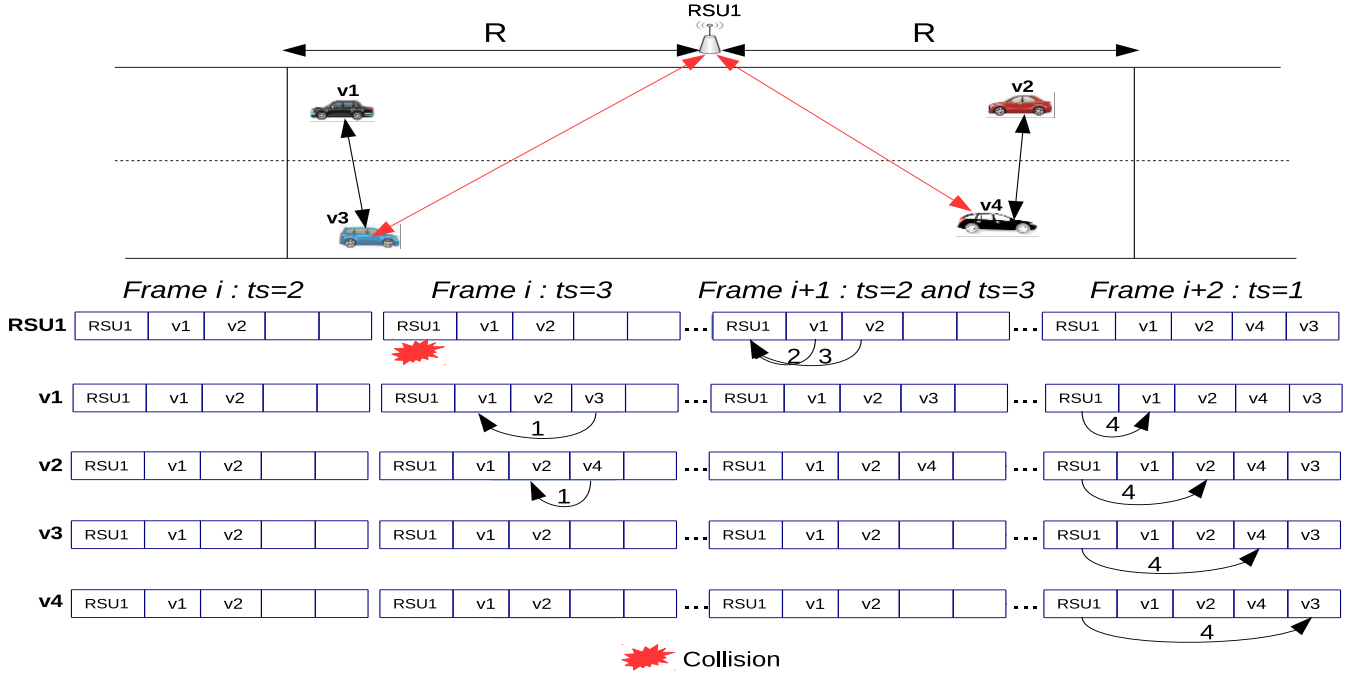 RSU1
R R
v1 v2
v3 v4
Frame i : ts=2 Frame i : ts=3 Frame i+1 : ts=2 and ts=3 Frame i+2 : ts=1
RSU1 RSU1 v1 v2 RSU1 v1 v2 ... RSU1 v1 v2 ... RSU1 v1 v2 v4 v3
2 3
v1 RSU1 v1 v2 RSU1 v1 v2 v3 ... RSU1 v1 v2 v3 ... RSU1 v1 v2 v4 v3
1 4
v2 RSU1 v1 v2 RSU1 v1 v2 v4 ... RSU1 v1 v2 v4 ... RSU1 v1 v2 v4 v3
1 4
v3 RSU1 v1 v2 RSU1 v1 v2 ... RSU1 v1 v2 ... RSU1 v1 v2 v4 v3
4
v4 RSU1 v1 v2 RSU1 v1 v2 ... RSU1 v1 v2 ... RSU1 v1 v2 v4 v3
4
Collision